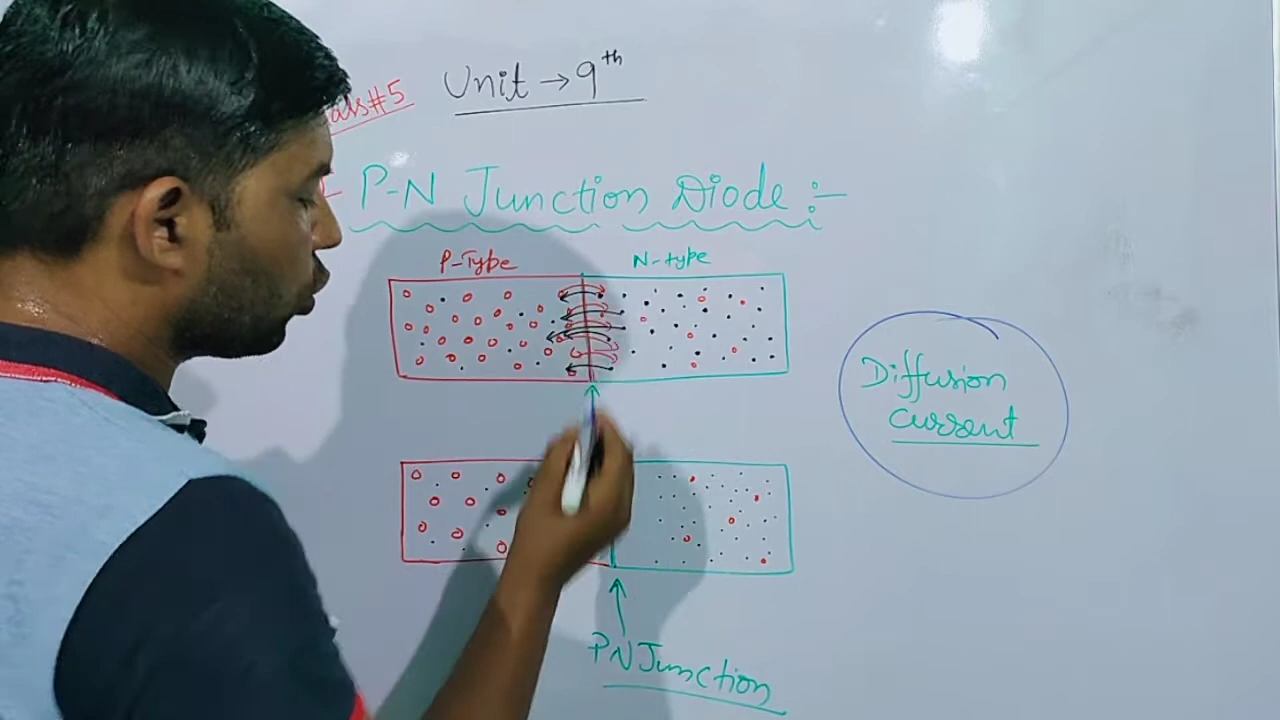 Unit → 9th
P-N Junction Diode :-
P-Type
N-type
Diffusion
current
PN Junction